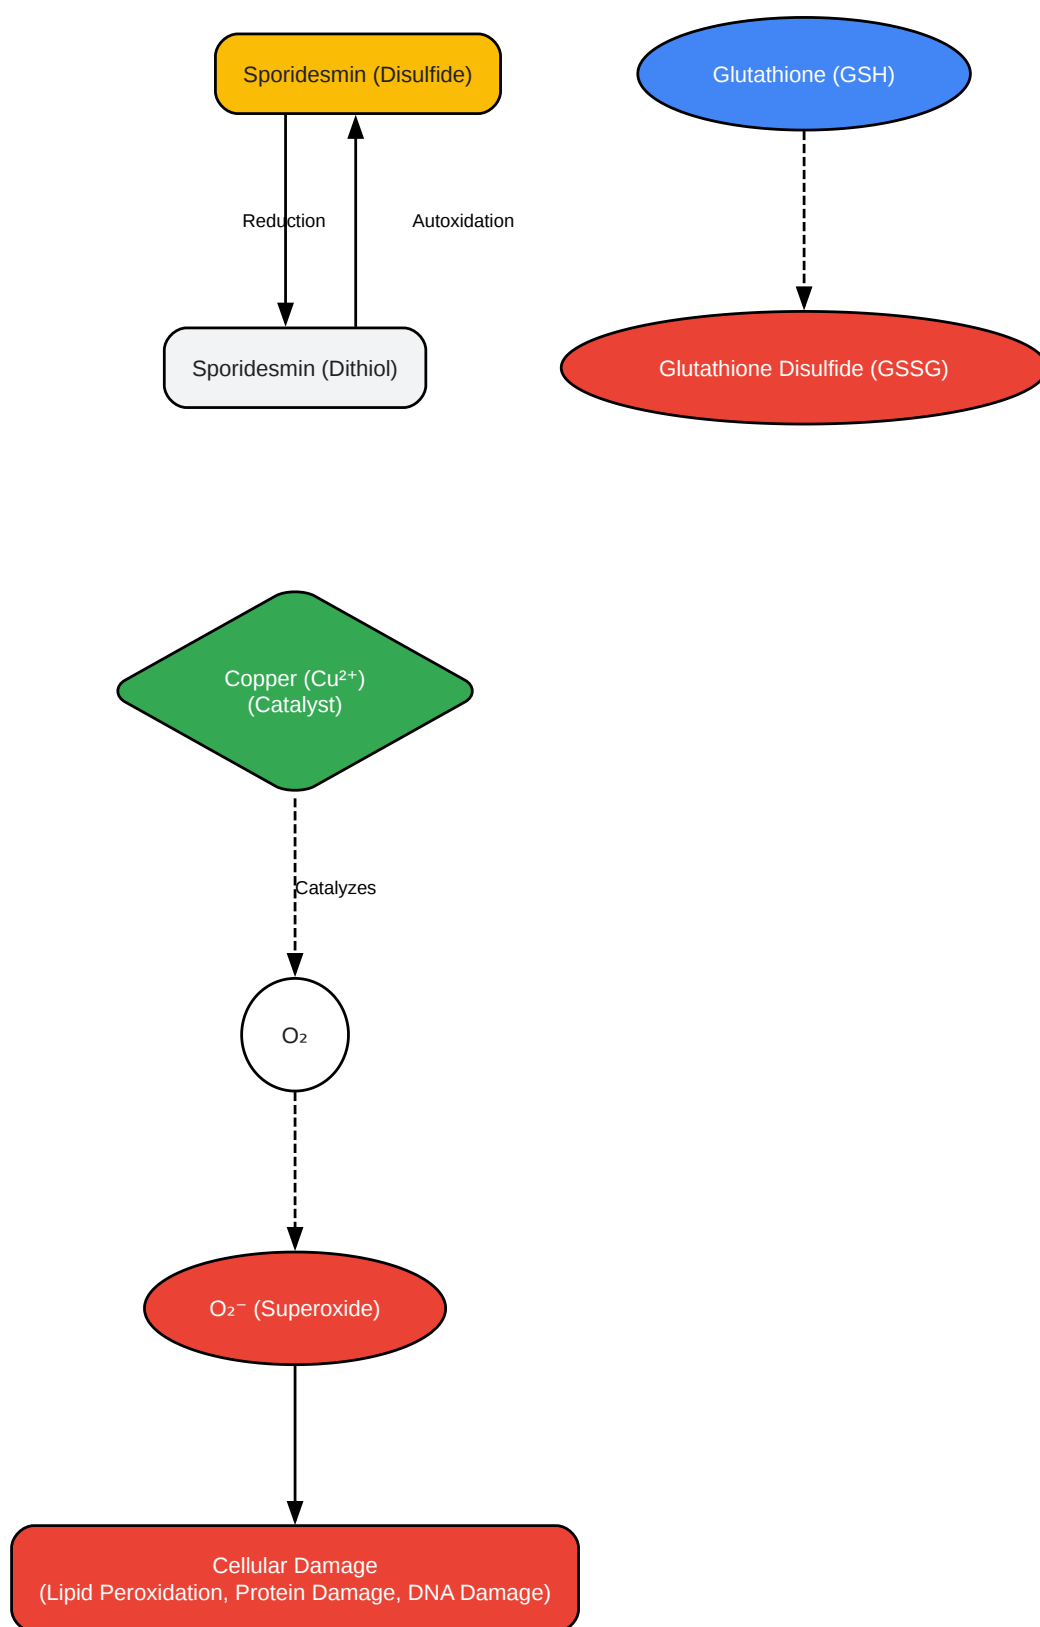 Sporidesmin (Disulfide)
Glutathione (GSH)
Reduction
Autoxidation
Sporidesmin (Dithiol)
Glutathione Disulfide (GSSG)
Copper (Cu²⁺)
(Catalyst)
Catalyzes
O₂
O₂⁻ (Superoxide)
Cellular Damage
(Lipid Peroxidation, Protein Damage, DNA Damage)